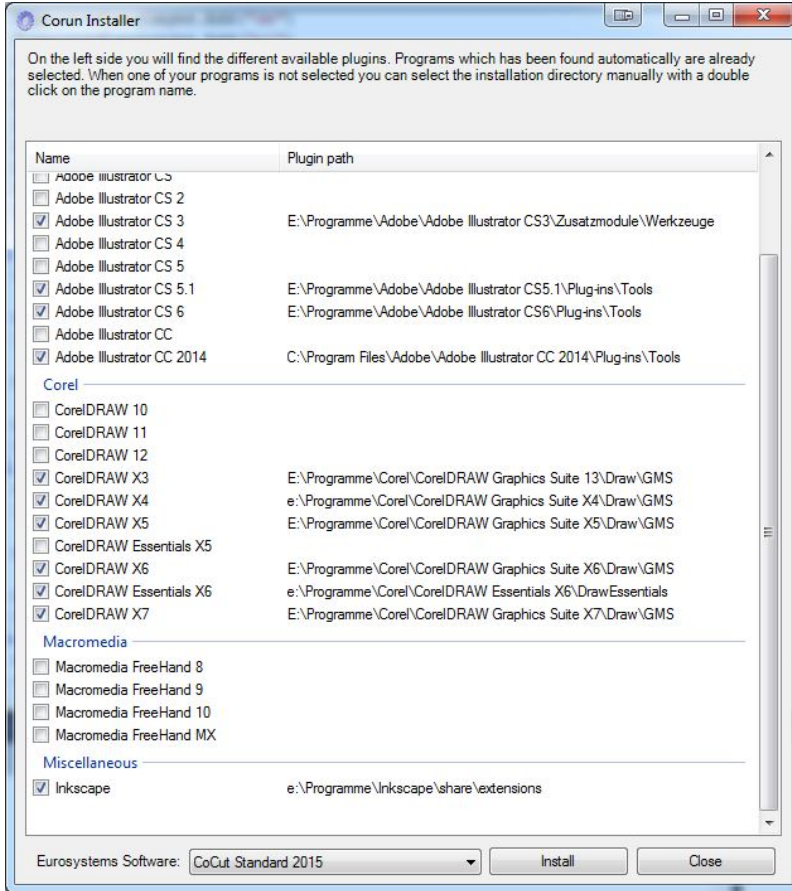 Corun Installer
On the left side you will find the different available plugins. Programs which has been found automatically are already
selected. When one of your programs is not selected you can select the installation directory manually with a double
click on the program name.
Name Plugin path
Adobe Illustrator CS
Adobe Illustrator CS 2
Adobe Illustrator CS 3 E:\Programme\Adobe\Adobe Illustrator CS3\Zusatzmodule\Werkzeuge
Adobe Illustrator CS 4
Adobe Illustrator CS 5
Adobe Illustrator CS 5.1 E:\Programme\Adobe\Adobe Illustrator CS5.1\Plug-ins\Tools
Adobe Illustrator CS 6 E:\Programme\Adobe\Adobe Illustrator CS6\Plug-ins\Tools
Adobe Illustrator CC
Adobe Illustrator CC 2014 C:\Program Files\Adobe\Adobe Illustrator CC 2014\Plug-ins\Tools
Corel
CorelDRAW 10
CorelDRAW 11
CorelDRAW 12
CorelDRAW X3 E:\Programme\Corel\CorelDRAW Graphics Suite 13\Draw\GMS
CorelDRAW X4 e:\Programme\Corel\CorelDRAW Graphics Suite X4\Draw\GMS
CorelDRAW X5 E:\Programme\Corel\CorelDRAW Graphics Suite X5\Draw\GMS
CorelDRAW Essentials X5
CorelDRAW X6 E:\Programme\Corel\CorelDRAW Graphics Suite X6\Draw\GMS
CorelDRAW Essentials X6 e:\Programme\Corel\CorelDRAW Essentials X6\DrawEssentials
CorelDRAW X7 E:\Programme\Corel\CorelDRAW Graphics Suite X7\Draw\GMS
Macromedia
Macromedia FreeHand 8
Macromedia FreeHand 9
Macromedia FreeHand 10
Macromedia FreeHand MX
Miscellaneous
Inkscape e:\Programme\Inkscape\share\extensions
Eurosystems Software: CoCut Standard 2015 Install Close